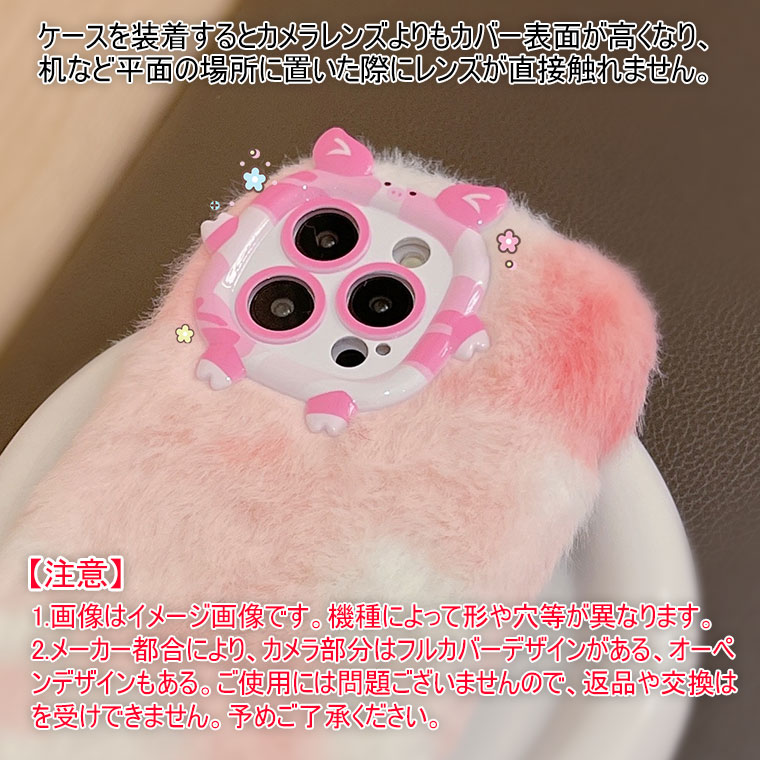 ケースを装着するとカメラレンズよりもカバー表面が高くなり、
机など平面の場所に置いた際にレンズが直接触れません。
【注意】
1.画像はイメージ画像です。機種によって形や穴等が異なります。
2.メーカー都合により、カメラ部分はフルカバーデザインがある、オーペ
ンデザインもある。ご使用には問題ございませんので、返品や交換は
を受けできません。予めご了承ください。